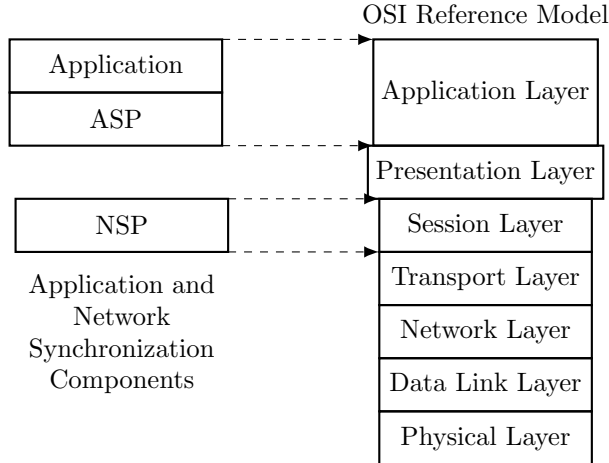 OSI Reference Model
Application
ASP
NSP
Application and
Network
Synchronization
Components
Application Layer
Presentation Layer
Session Layer
Transport Layer
Network Layer
Data Link Layer
Physical Layer